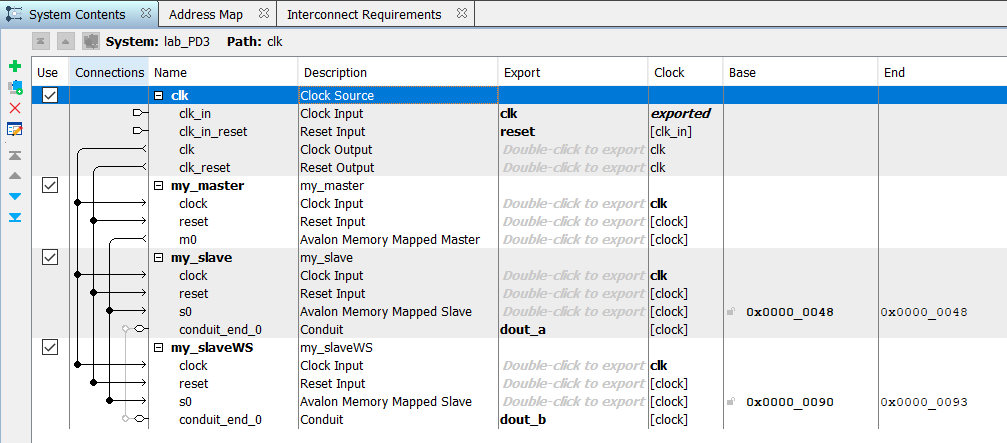 System Contents Address Map Interconnect Requirements
System: lab_PD3 Path: clk
Use Connections Name Description Export Clock Base End
clk Clock Source
clk_in Clock Input clk exported
clk_in_reset Reset Input reset [clk_in]
clk Clock Output Double-click to export clk
clk_reset Reset Output Double-click to export clk
my_master my_master
clock Clock Input Double-click to export clk
reset Reset Input Double-click to export [clock]
m0 Avalon Memory Mapped Master Double-click to export [clock]
my_slave my_slave
clock Clock Input Double-click to export clk
reset Reset Input Double-click to export [clock]
s0 Avalon Memory Mapped Slave Double-click to export [clock] 0x0000_0048 0x0000_0048
conduit_end_0 Conduit dout_a [clock]
my_slaveWS my_slaveWS
clock Clock Input Double-click to export clk
reset Reset Input Double-click to export [clock]
s0 Avalon Memory Mapped Slave Double-click to export [clock] 0x0000_0090 0x0000_0093
conduit_end_0 Conduit dout_b [clock]